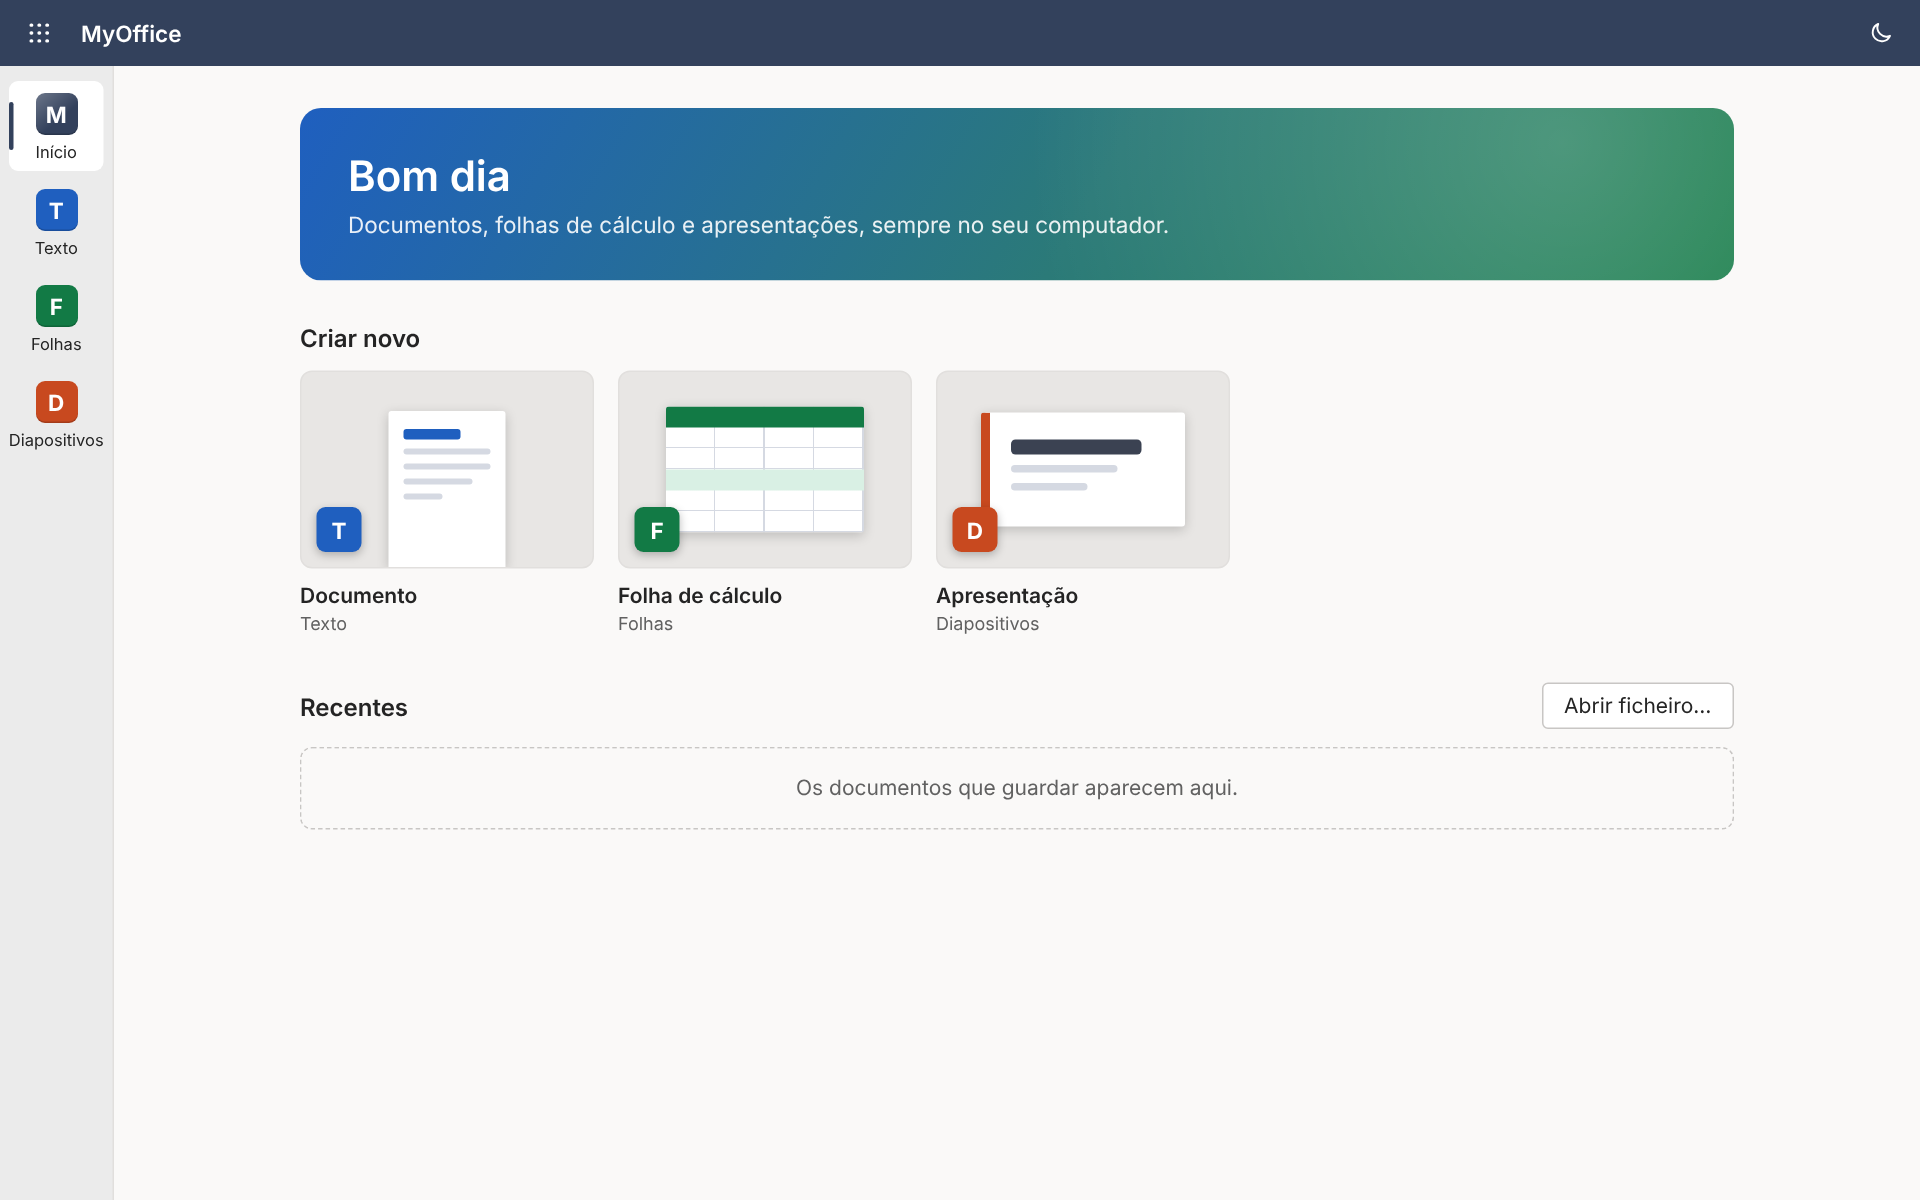 MyOffice
M
Início
T
Texto
F
Folhas
D
Diapositivos
Bom dia
Documentos, folhas de cálculo e apresentações, sempre no seu computador.
Criar novo
T
Documento
Texto
F
Folha de cálculo
Folhas
D
Apresentação
Diapositivos
Recentes
Abrir ficheiro...
Os documentos que guardar aparecem aqui.